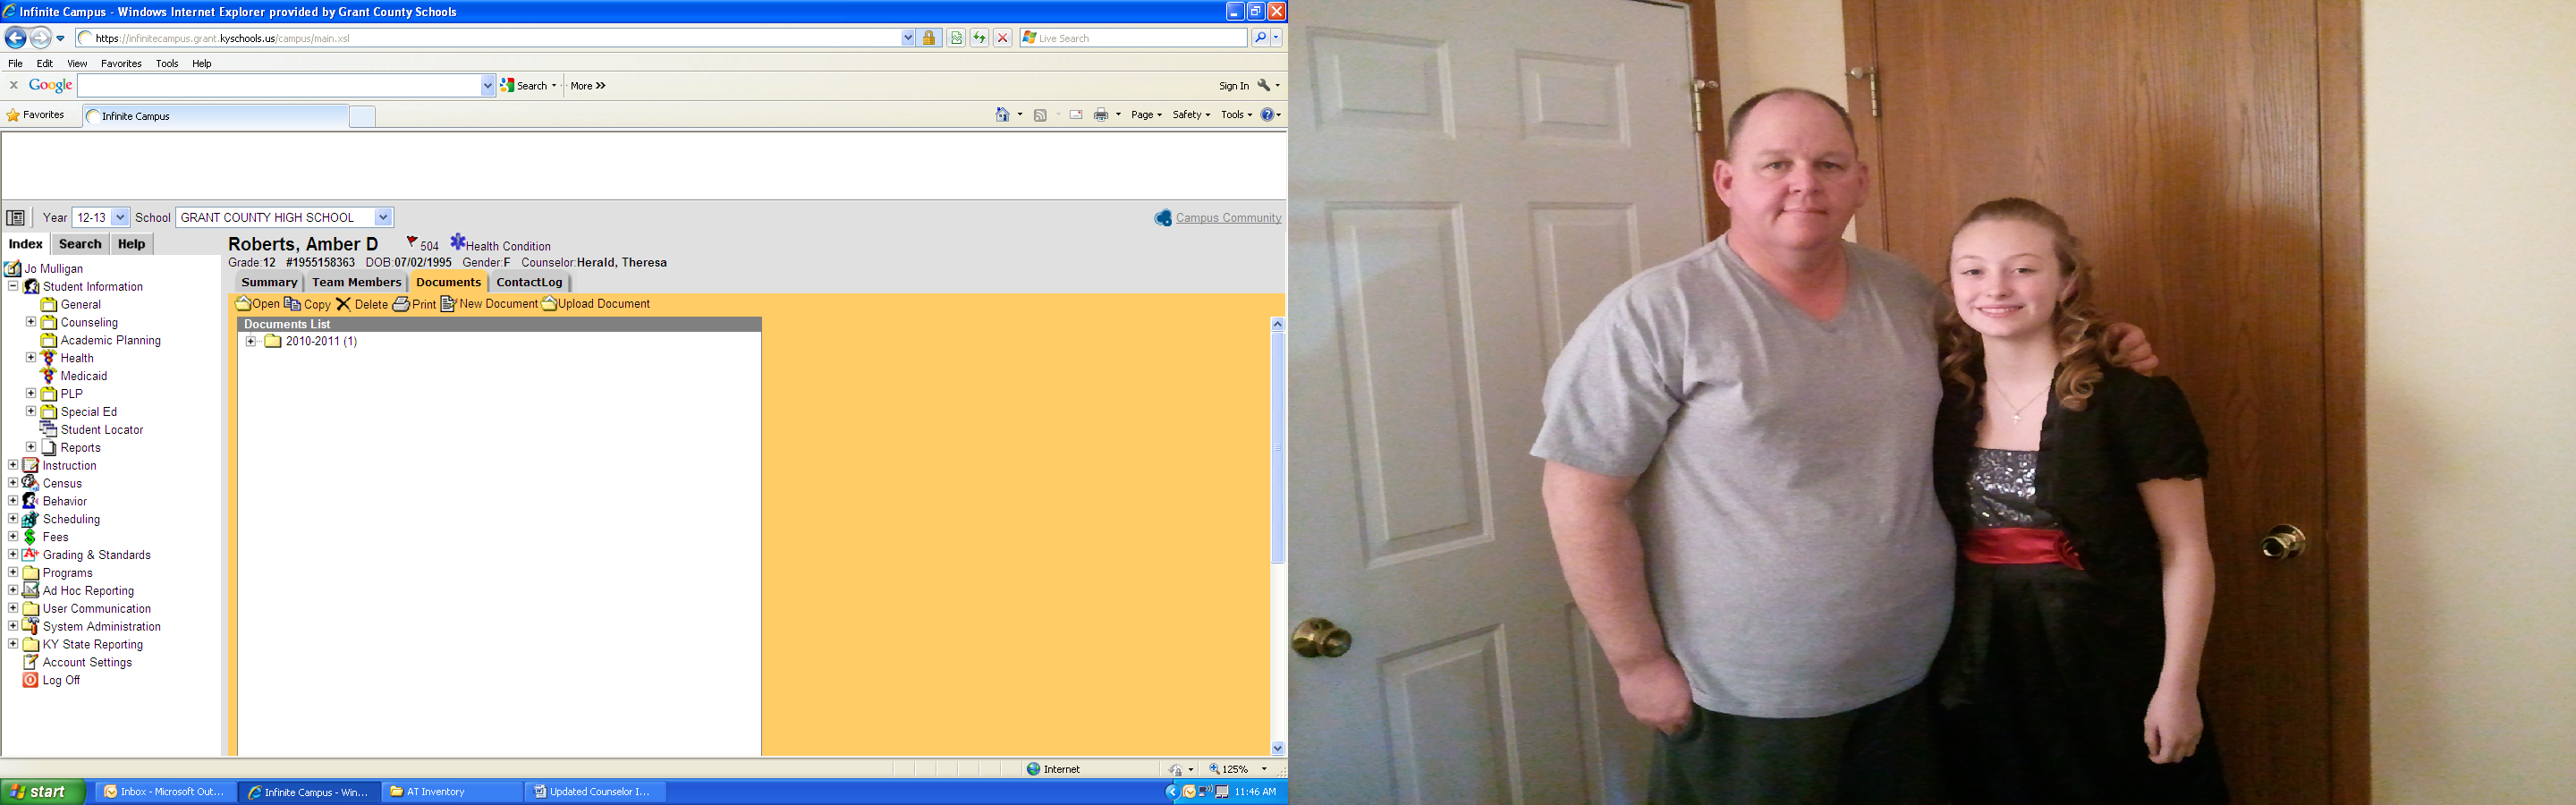 Infinite Campus - Windows Internet Explorer provided by Grant County Schools
https://infinitecampus.grant.kyschools.us/campus/main.xsl
Live Search
File Edit View Favorites Tools Help
x Google Search More »
Sign In
Favorites Infinite Campus
Page Safety Tools
Year 12-13 School GRANT COUNTY HIGH SCHOOL
Campus Community
Index Search Help
Roberts, Amber D 504 Health Condition
Grade:12 #1955158363 DOB:07/02/1995 Gender:F Counselor:Herald, Theresa
Summary Team Members Documents ContactLog
Open Copy Delete Print New Document Upload Document
Documents List
2010-2011 (1)
Jo Mulligan
Student Information
General
Counseling
Academic Planning
Health
Medicaid
PLP
Special Ed
Student Locator
Reports
Instruction
Census
Behavior
Scheduling
Fees
Grading & Standards
Programs
Ad Hoc Reporting
User Communication
System Administration
KY State Reporting
Account Settings
Log Off
Internet
125%
start
Inbox - Microsoft Out...
Infinite Campus - Win...
AT Inventory
Updated Counselor I...
11:46 AM